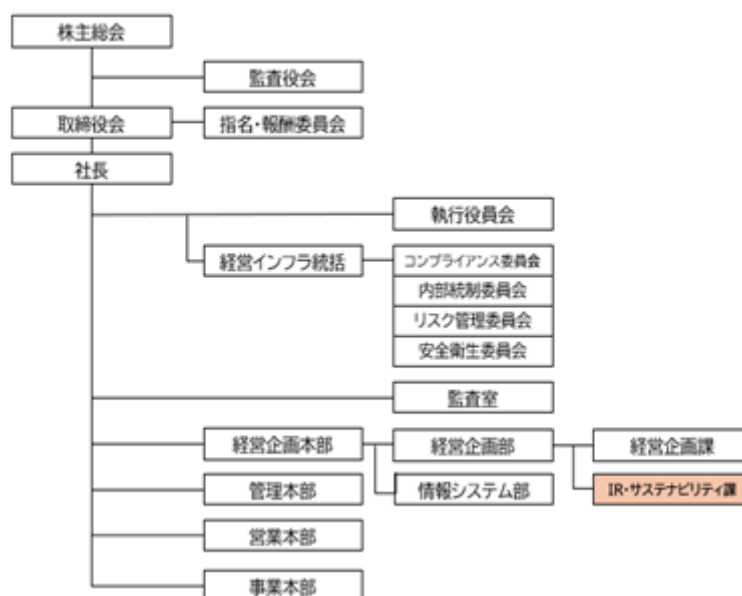 株主総会
監査役会
取締役会
指名・報酬委員会
社長
執行役員会
経営インフラ統括
コンプライアンス委員会
内部統制委員会
リスク管理委員会
安全衛生委員会
監査室
経営企画本部
経営企画部
経営企画課
管理本部
情報システム部
IR・サステナビリティ課
営業本部
事業本部